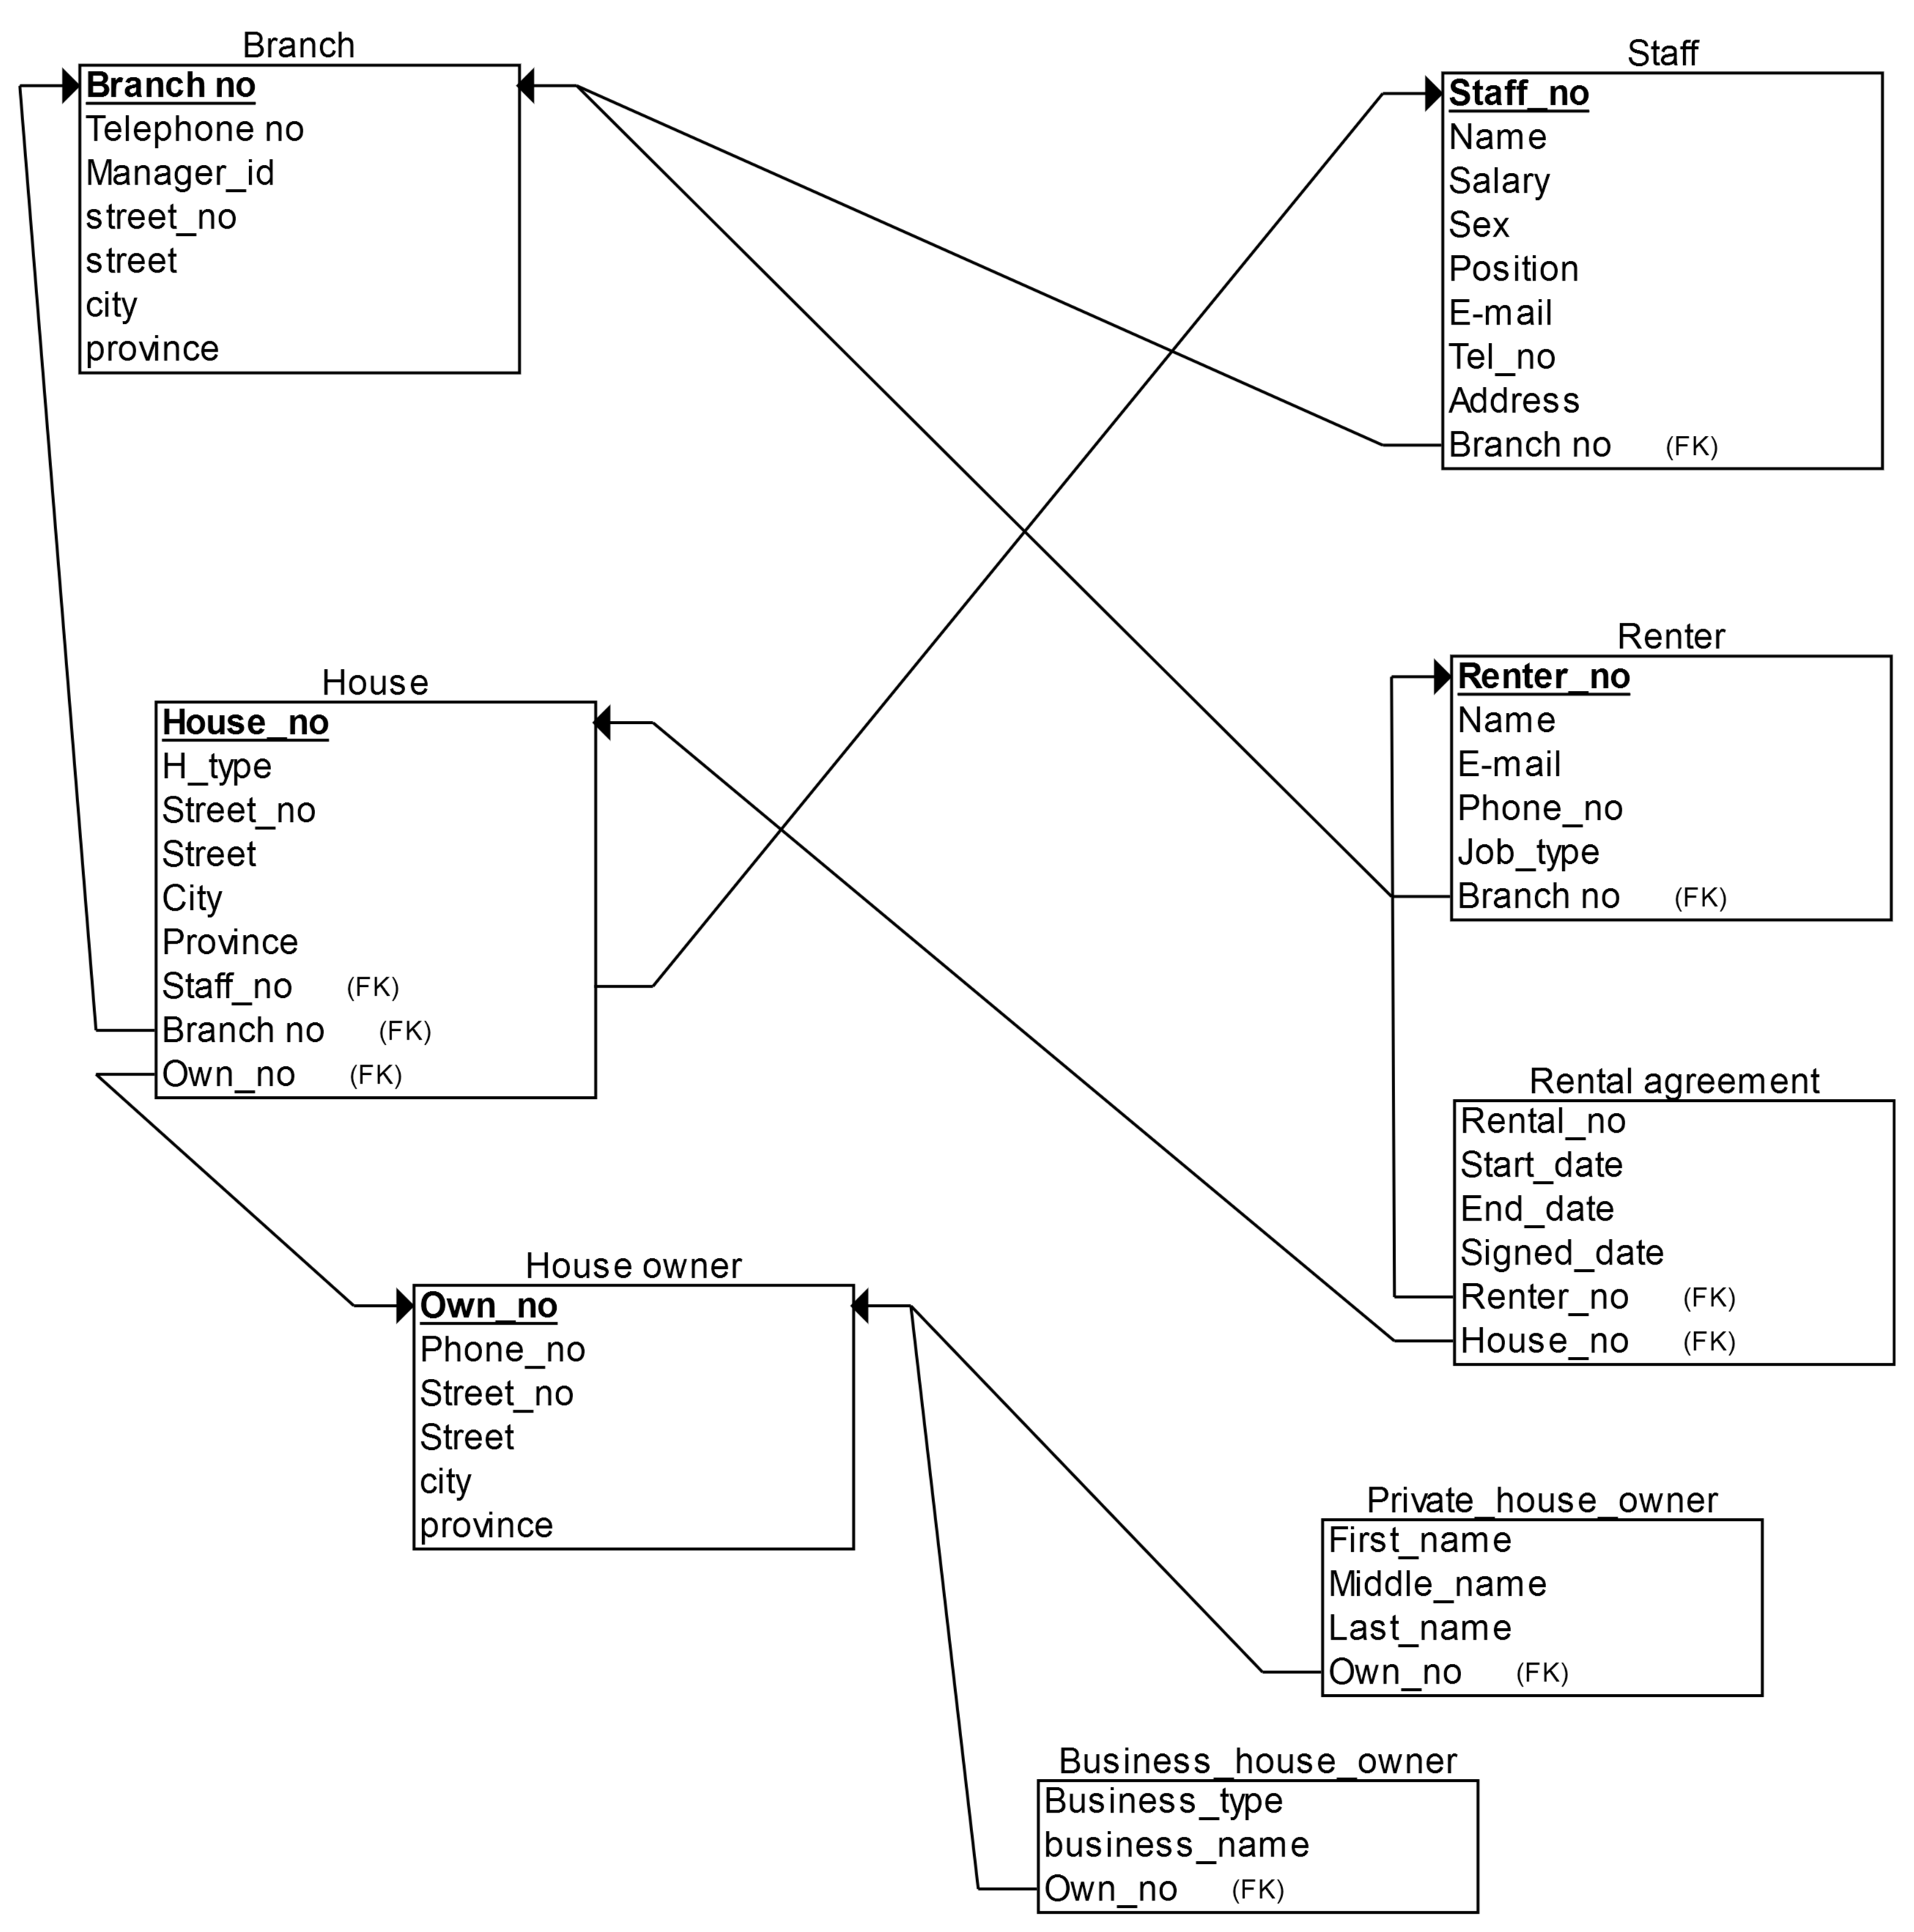 Branch
Branch no
Telephone no
Manager_id
street_no
street
city
province
Staff
Staff_no
Name
Salary
Sex
Position
E-mail
Tel_no
Address
Branch no (FK)
House
House_no
H_type
Street_no
Street
City
Province
Staff_no (FK)
Branch no (FK)
Own_no (FK)
Renter
Renter_no
Name
E-mail
Phone_no
Job_type
Branch no (FK)
Rental agreement
Rental_no
Start_date
End_date
Signed_date
Renter_no (FK)
House_no (FK)
House owner
Own_no
Phone_no
Street_no
Street
city
province
Private_house_owner
First_name
Middle_name
Last_name
Own_no (FK)
Business_house_owner
Business_type
business_name
Own_no (FK)